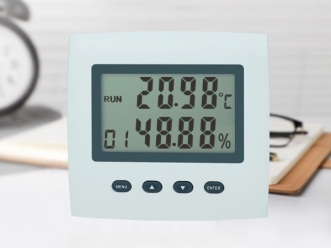 RUN 20.98℃
01 48.88%
MENU ▲ ▼ ENTER